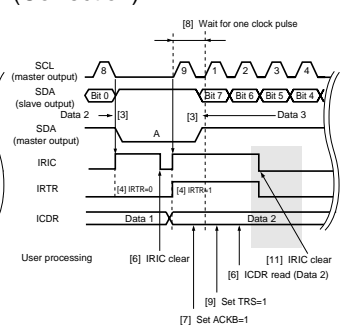 [8] Wait for one clock pulse
SCL
(master output)
8
9
1
2
3
4
SDA
(slave output)
Bit 0
Bit 7
Bit 6
Bit 5
Bit 4
Data 2
[3]
[3]
Data 3
SDA
(master output)
A
IRIC
IRTR
[4] IRTR=0
[4] IRTR=1
ICDR
Data 1
Data 2
User processing
[6] IRIC clear
[11] IRIC clear
[6] ICDR read (Data 2)
[9] Set TRS=1
[7] Set ACKB=1